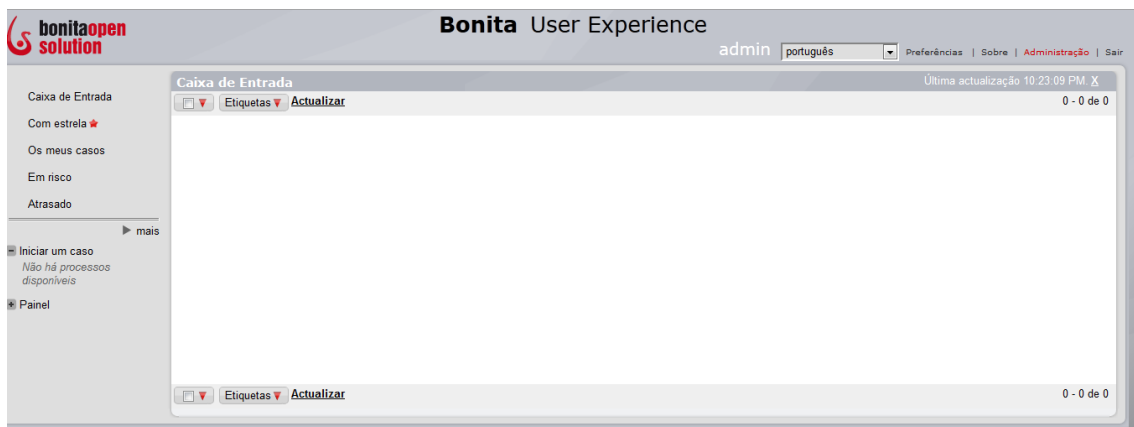 bonitaopen
solution
Bonita User Experience
admin português Preferências | Sobre | Administração | Sair
Caixa de Entrada
Com estrela
Os meus casos
Em risco
Atrasado
mais
Iniciar um caso
Não há processos
disponíveis
Painel
Caixa de Entrada Última actualização 10:23:09 PM. X
Etiquetas Actualizar 0 - 0 de 0
Etiquetas Actualizar 0 - 0 de 0